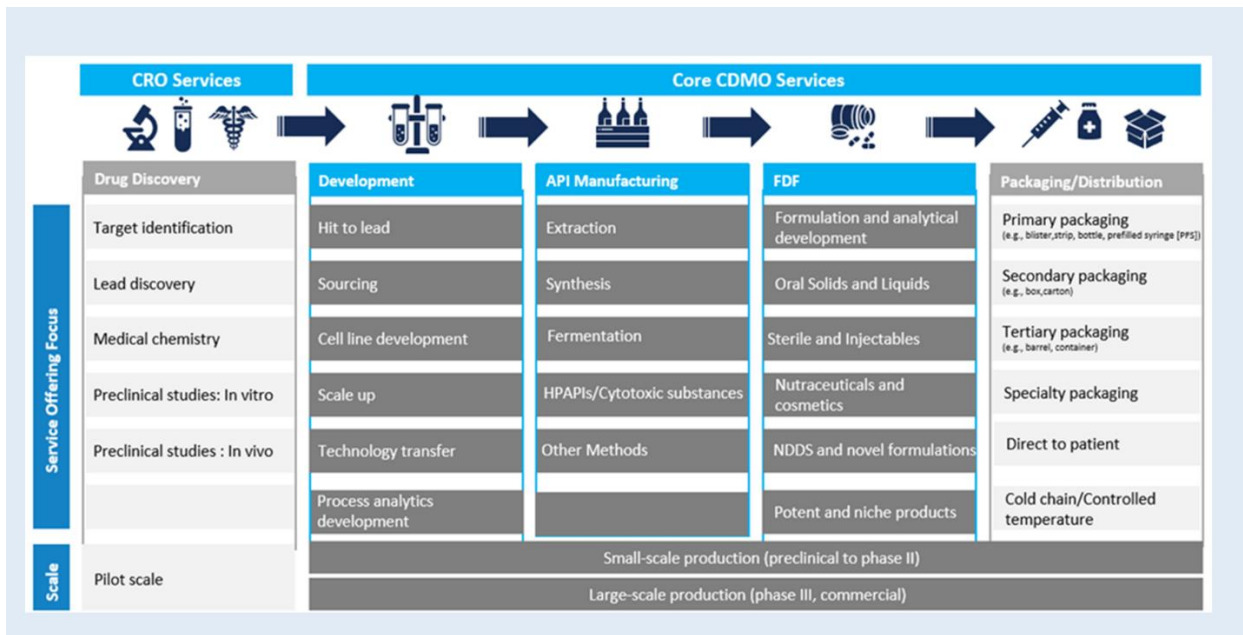 CRO Services
Core CDMO Services
Drug Discovery
Development
API Manufacturing
FDF
Packaging/Distribution
Service Offering Focus
Target identification
Lead discovery
Medical chemistry
Preclinical studies: In vitro
Preclinical studies : In vivo
Hit to lead
Sourcing
Cell line development
Scale up
Technology transfer
Process analytics
development
Extraction
Synthesis
Fermentation
HPAPIs/Cytotoxic substances
Other Methods
Formulation and analytical
development
Oral Solids and Liquids
Sterile and Injectables
Nutraceuticals and
cosmetics
NDDS and novel formulations
Potent and niche products
Primary packaging
(e.g., blister,strip, bottle, prefilled syringe [PFS])
Secondary packaging
(e.g., box,carton)
Tertiary packaging
(e.g., barrel, container)
Specialty packaging
Direct to patient
Cold chain/Controlled
temperature
Scale
Pilot scale
Small-scale production (preclinical to phase II)
Large-scale production (phase III, commercial)